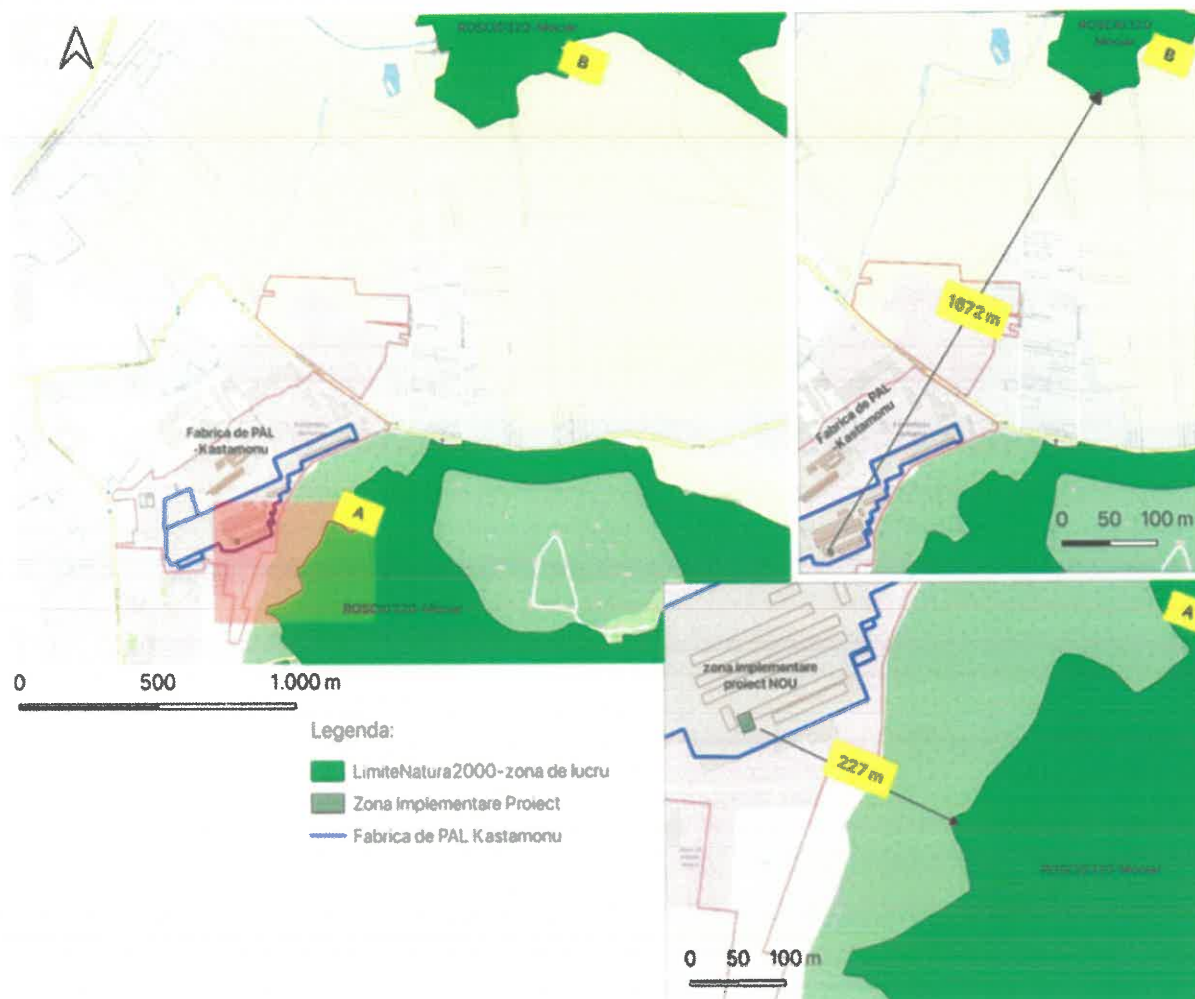 B
A
Fabrica de PAL
-Kastamonu
0 500 1.000 m
Legenda:
LimiteNatura2000-zona de lucru
Zona Implementare Proiect
Fabrica de PAL Kastamonu
B
1672 m
Fabrica de PAL
-Kastamonu
0 50 100 m
A
zona implementare
proiect NOU
227 m
0 50 100 m